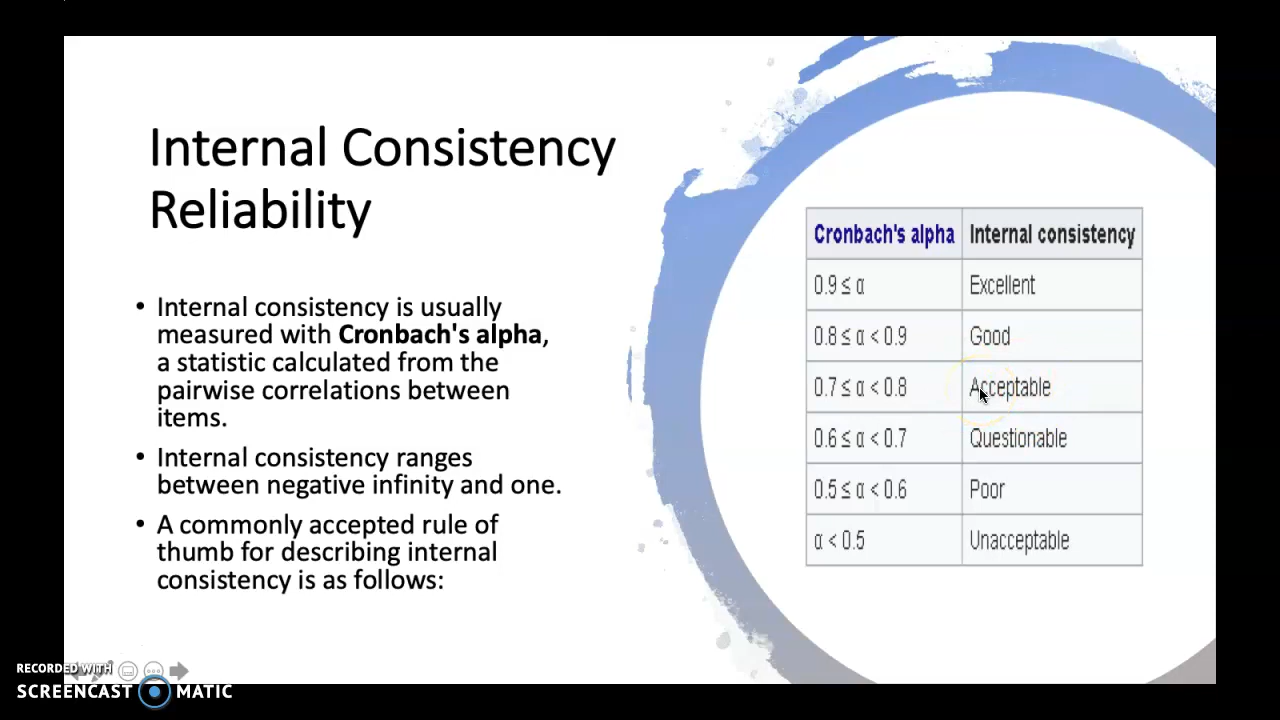 Internal Consistency
Reliability
• Internal consistency is usually
measured with Cronbach's alpha,
a statistic calculated from the
pairwise correlations between
items.
• Internal consistency ranges
between negative infinity and one.
• A commonly accepted rule of
thumb for describing internal
consistency is as follows:
Cronbach's alpha Internal consistency
0.9 ≤ α Excellent
0.8 ≤ α < 0.9 Good
0.7 ≤ α < 0.8 Acceptable
0.6 ≤ α < 0.7 Questionable
0.5 ≤ α < 0.6 Poor
α < 0.5 Unacceptable
RECORDED WITH
SCREENCAST MATIC